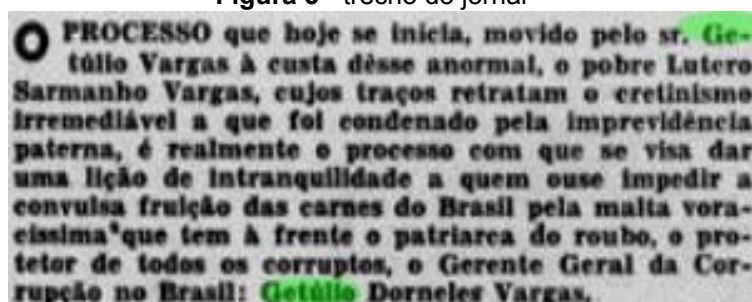 Figura 3 - trecho do jornal
O PROCESSO que hoje se inicia, movido pelo sr. Ge-
túlio Vargas à custa dêsse anormal, o pobre Lutero
Sarmanho Vargas, cujos traços retratam o cretinismo
irremediável a que foi condenado pela imprevidência
paterna, é realmente o processo com que se visa dar
uma lição de intranquilidade a quem ouse impedir a
convulsa fruição das carnes do Brasil pela malta vora-
cissima que tem à frente o patriarca do roubo, o pro-
tetor de todos os corruptos, o Gerente Geral da Cor-
rupção no Brasil: Getúlio Dorneles Vargas.